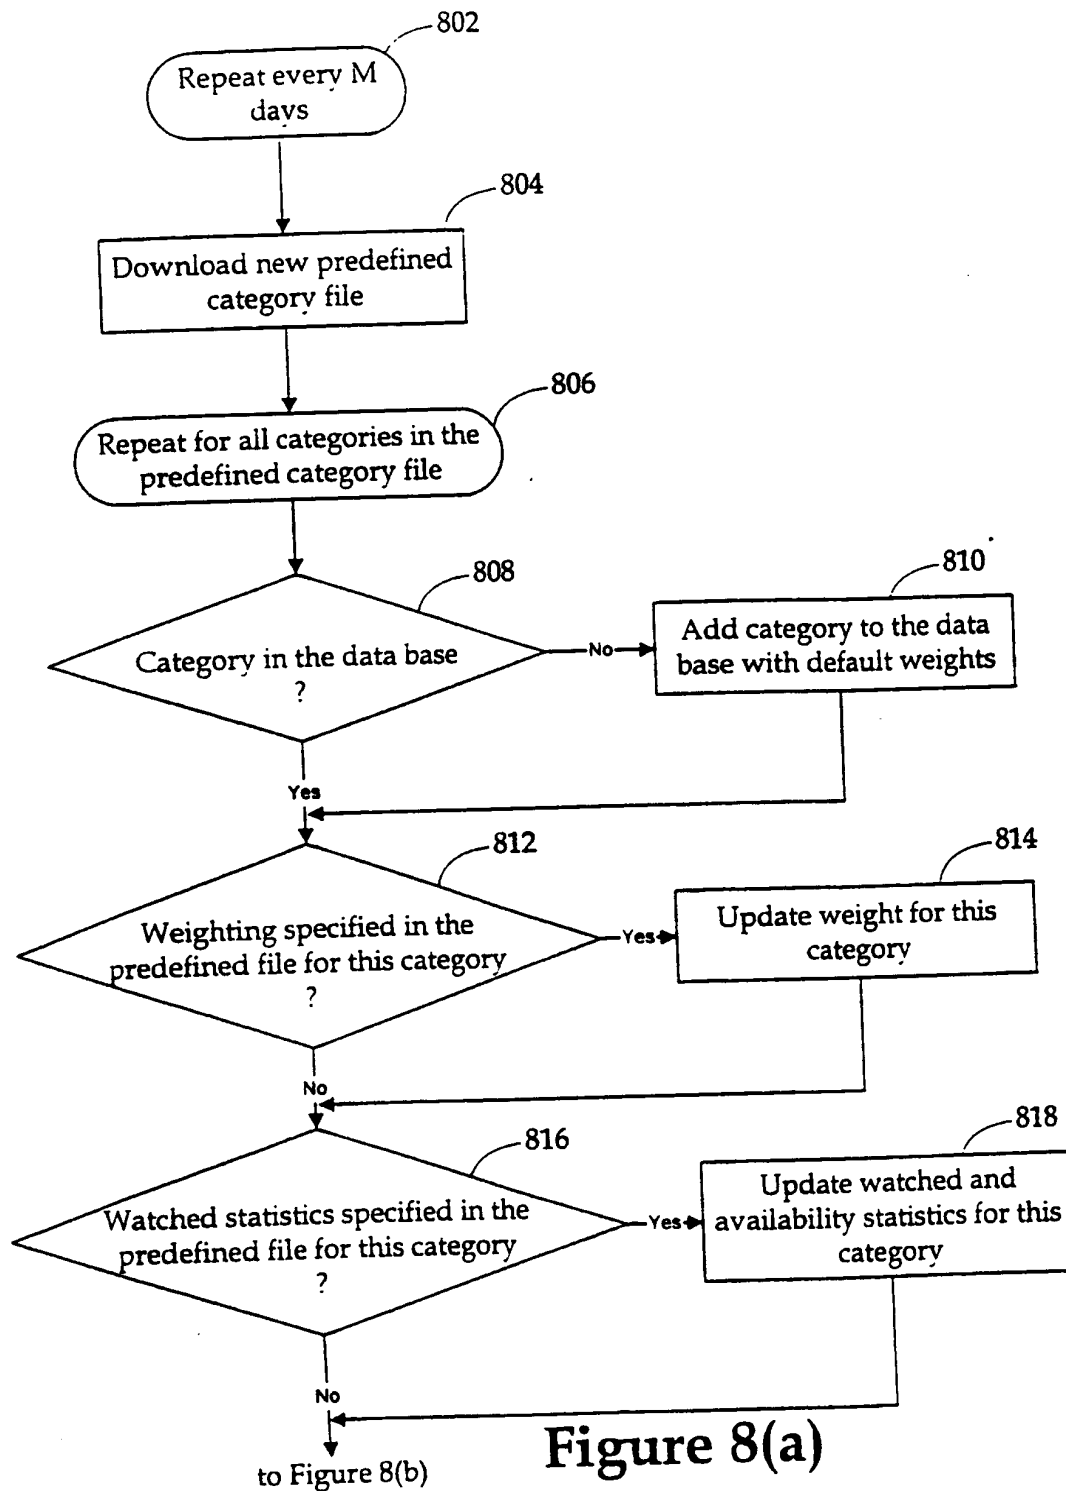 802
Repeat every M
days
804
Download new predefined
category file
806
Repeat for all categories in the
predefined category file
808
Category in the data base
?
No
810
Add category to the data
base with default weights
Yes
812
Weighting specified in the
predefined file for this category
?
Yes
814
Update weight for this
category
No
816
Watched statistics specified in the
predefined file for this category
?
Yes
818
Update watched and
availability statistics for this
category
No
to Figure 8(b)
Figure 8(a)